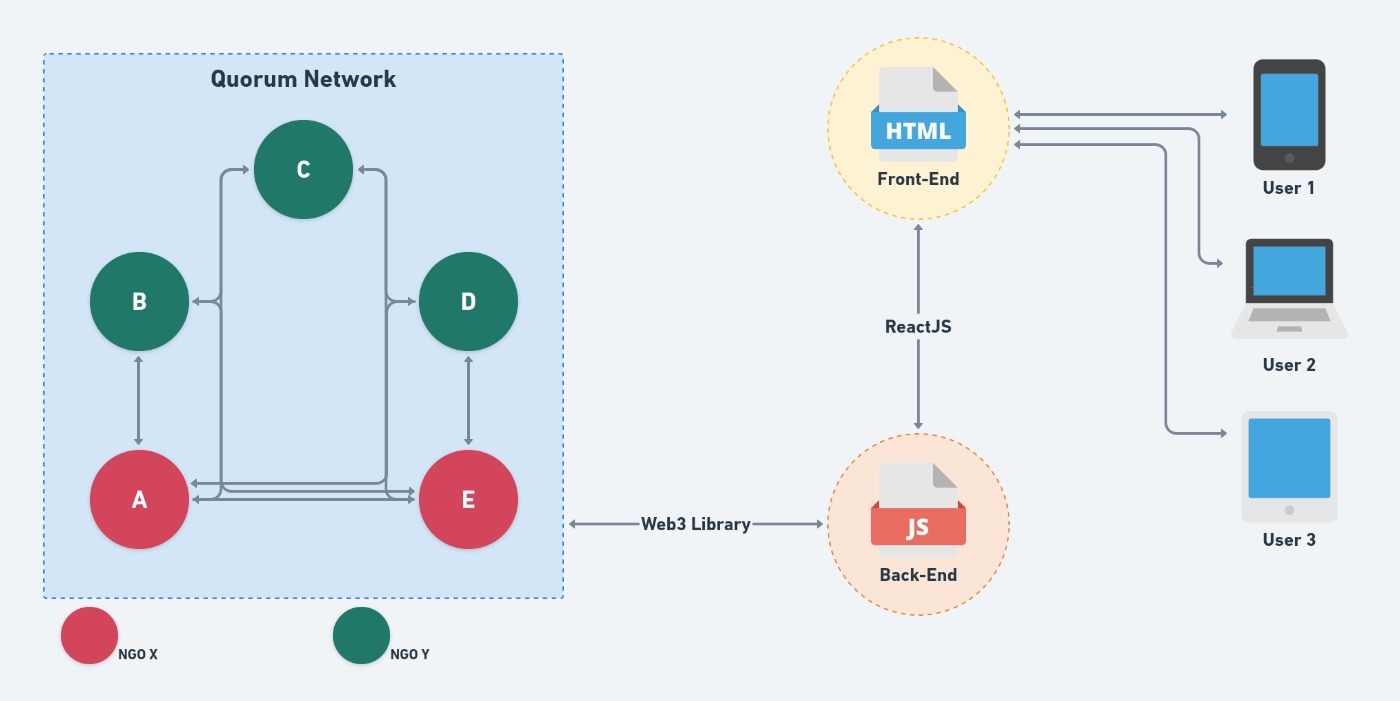 Quorum Network
C
B
D
A
E
NGO X
NGO Y
Web3 Library
HTML
Front-End
ReactJS
JS
Back-End
User 1
User 2
User 3